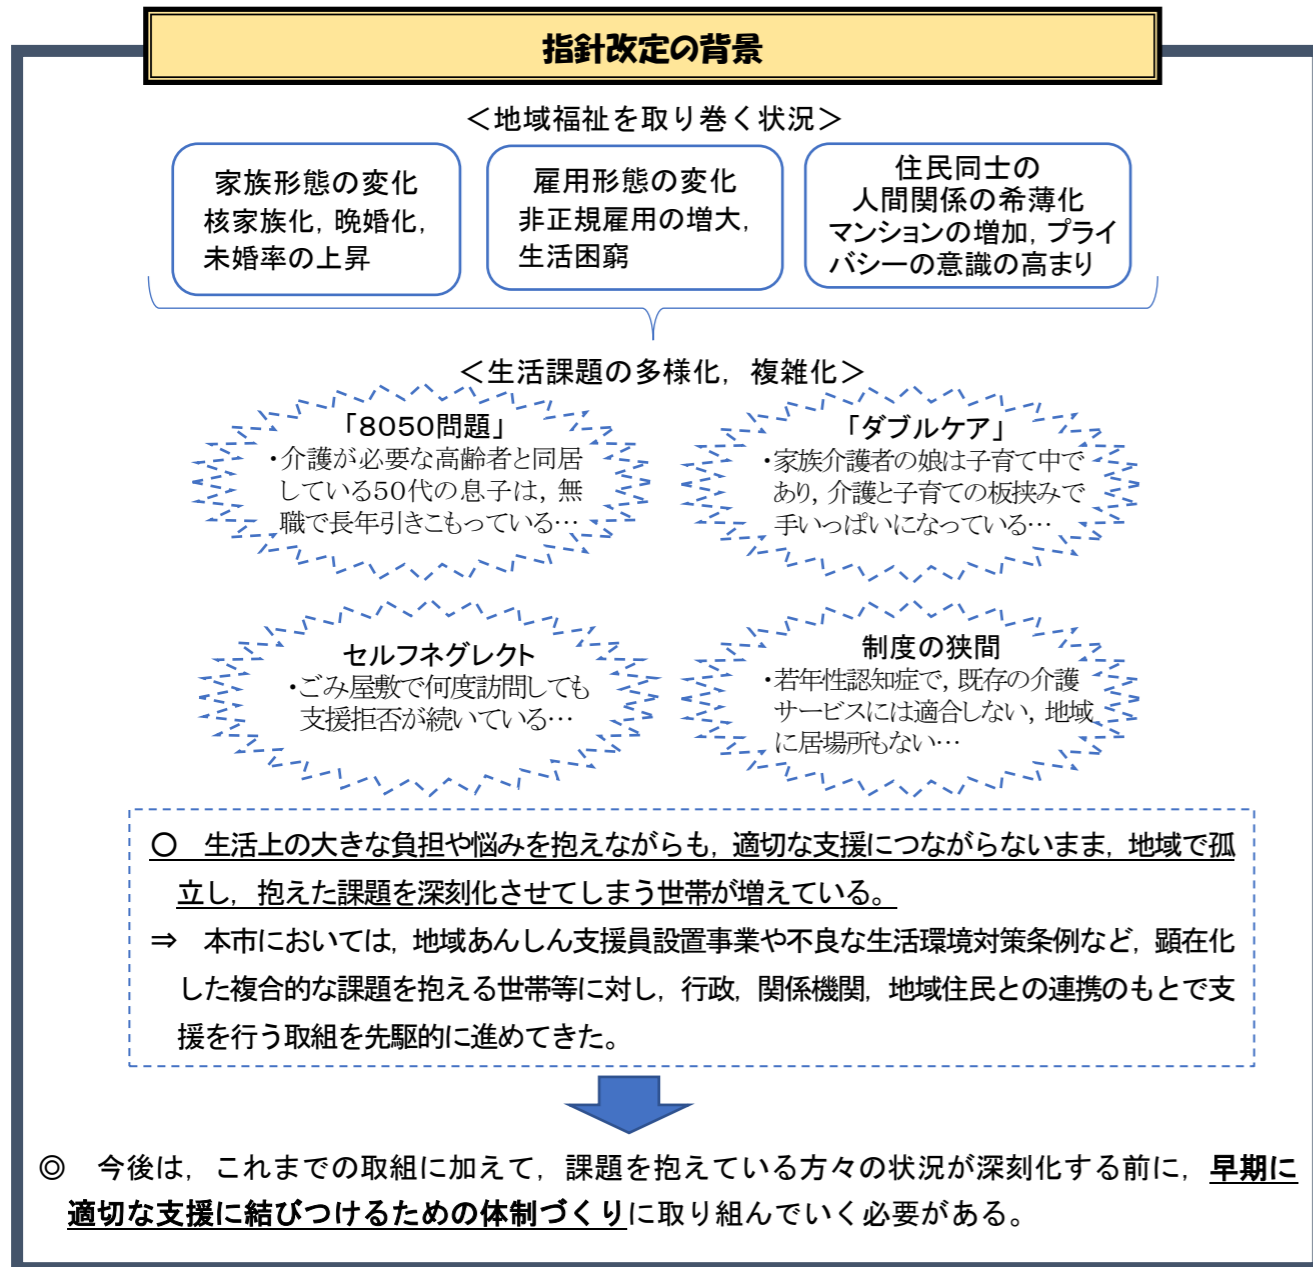 指針改定の背景
＜地域福祉を取り巻く状況＞
家族形態の変化
核家族化，晩婚化，
未婚率の上昇
雇用形態の変化
非正規雇用の増大，
生活困窮
住民同士の
人間関係の希薄化
マンションの増加，プライ
バシーの意識の高まり
＜生活課題の多様化，複雑化＞
「８０５０問題」
・介護が必要な高齢者と同居
している５０代の息子は，無
職で長年引きこもっている…
「ダブルケア」
・家族介護者の娘は子育て中で
あり，介護と子育ての板挟みで
手いっぱいになっている…
セルフネグレクト
・ごみ屋敷で何度訪問しても
支援拒否が続いている…
制度の狭間
・若年性認知症で，既存の介護
サービスには適合しない，地域
に居場所もない…
○　生活上の大きな負担や悩みを抱えながらも，適切な支援につながらないまま，地域で孤
立し，抱えた課題を深刻化させてしまう世帯が増えている。
⇒　本市においては，地域あんしん支援員設置事業や不良な生活環境対策条例など，顕在化
した複合的な課題を抱える世帯等に対し，行政，関係機関，地域住民との連携のもとで支
援を行う取組を先駆的に進めてきた。
◎　今後は，これまでの取組に加えて，課題を抱えている方々の状況が深刻化する前に，早期に
適切な支援に結びつけるための体制づくりに取り組んでいく必要がある。